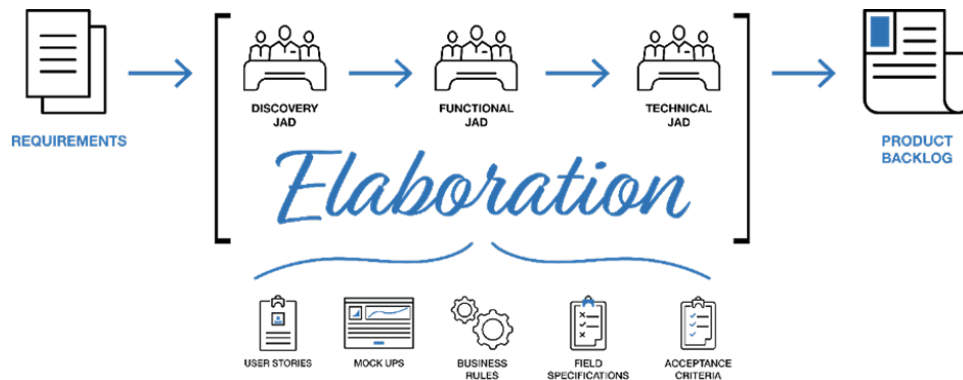 REQUIREMENTS
DISCOVERY
JAD
FUNCTIONAL
JAD
TECHNICAL
JAD
PRODUCT
BACKLOG
Elaboration
USER STORIES
MOCK UPS
BUSINESS
RULES
FIELD
SPECIFICATIONS
ACCEPTANCE
CRITERIA